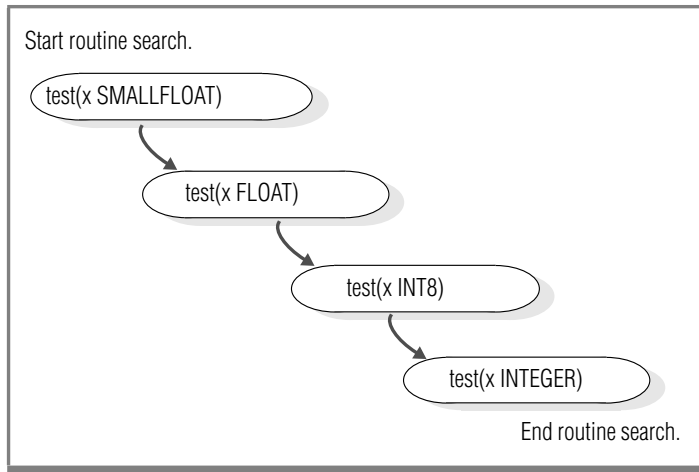 Start routine search.
test(x SMALLFLOAT)
test(x FLOAT)
test(x INT8)
test(x INTEGER)
End routine search.